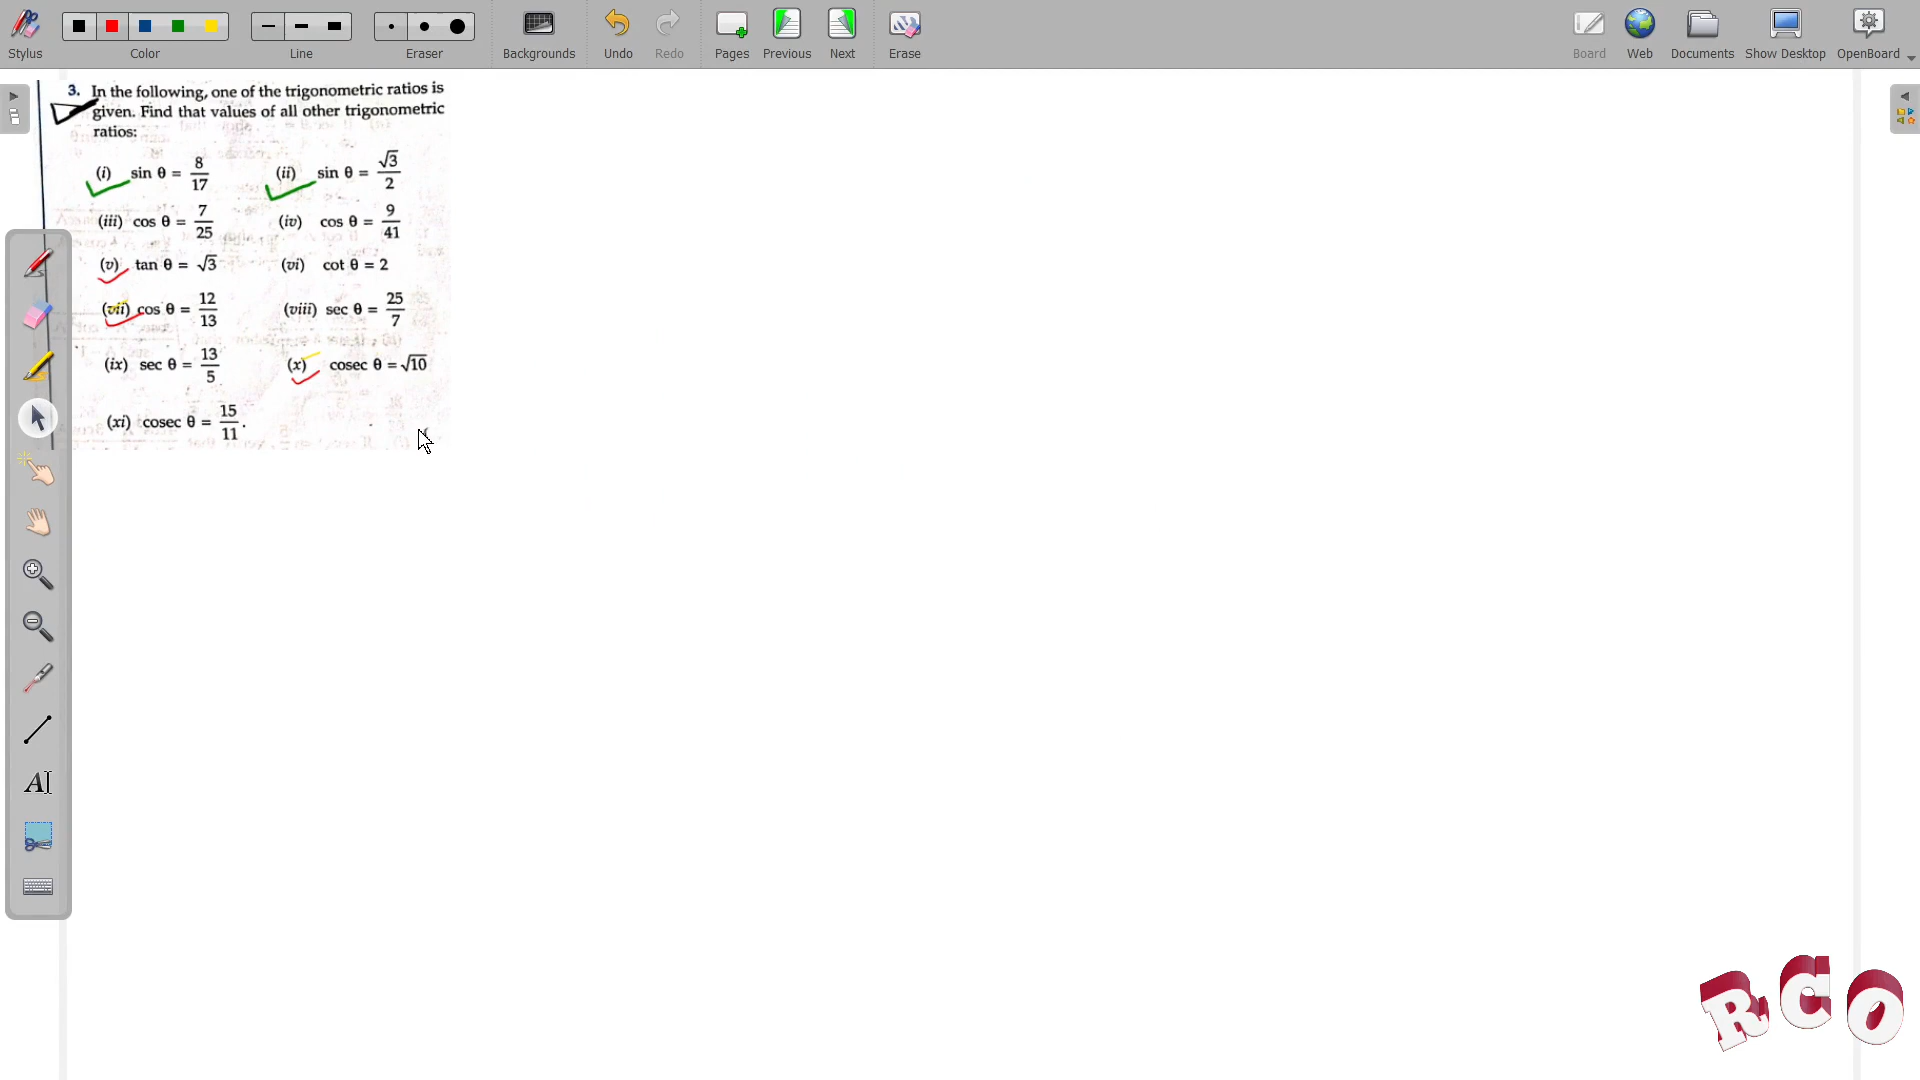 Stylus Color Line Eraser Backgrounds Undo Redo Pages Previous Next Erase Board Web Documents Show Desktop OpenBoard
3. In the following, one of the trigonometric ratios is
given. Find that values of all other trigonometric
ratios:
(i) sin θ = 8/17 (ii) sin θ = √3/2
(iii) cos θ = 7/25 (iv) cos θ = 9/41
(v) tan θ = √3 (vi) cot θ = 2
(vii) cos θ = 12/13 (viii) sec θ = 25/7
(ix) sec θ = 13/5 (x) cosec θ = √10
(xi) cosec θ = 15/11.
RCO